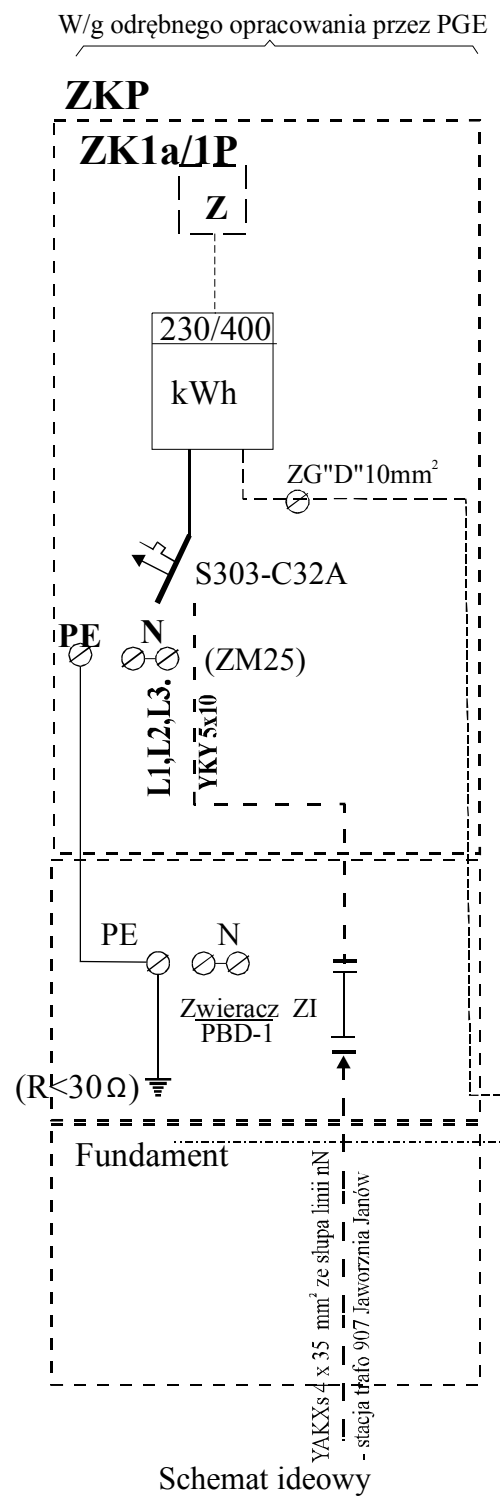 W/g odrębnego opracowania przez PGE
ZKP
ZK1a/1P
Z
230/400
kWh
ZG"D"10mm²
S303-C32A
PE
N
(ZM25)
L1,L2,L3.
YKY 5x10
PE
N
Zwieracz ZI
PBD-1
(R<30 Ω)
Fundament
YAKXs 4 x 35 mm² ze słupa linii nN
- stacja trafo 907 Jaworznia Janów
Schemat ideowy